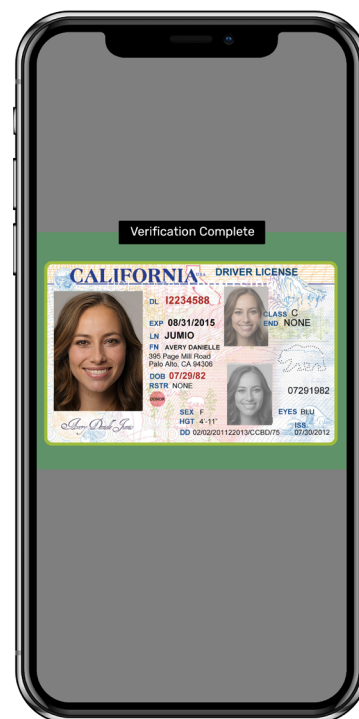 Verification Complete
CALIFORNIA USA DRIVER LICENSE
DL I2234588
CLASS C
EXP 08/31/2015 END NONE
LN JUMIO
FN AVERY DANIELLE
395 Page Mill Road
Palo Alto, CA 94306
DOB 07/29/82
RSTR NONE
07291982
DONOR
SEX F EYES BLU
HGT 4'-11"
ISS
DD 02/02/201122013/CCBD/75 07/30/2012